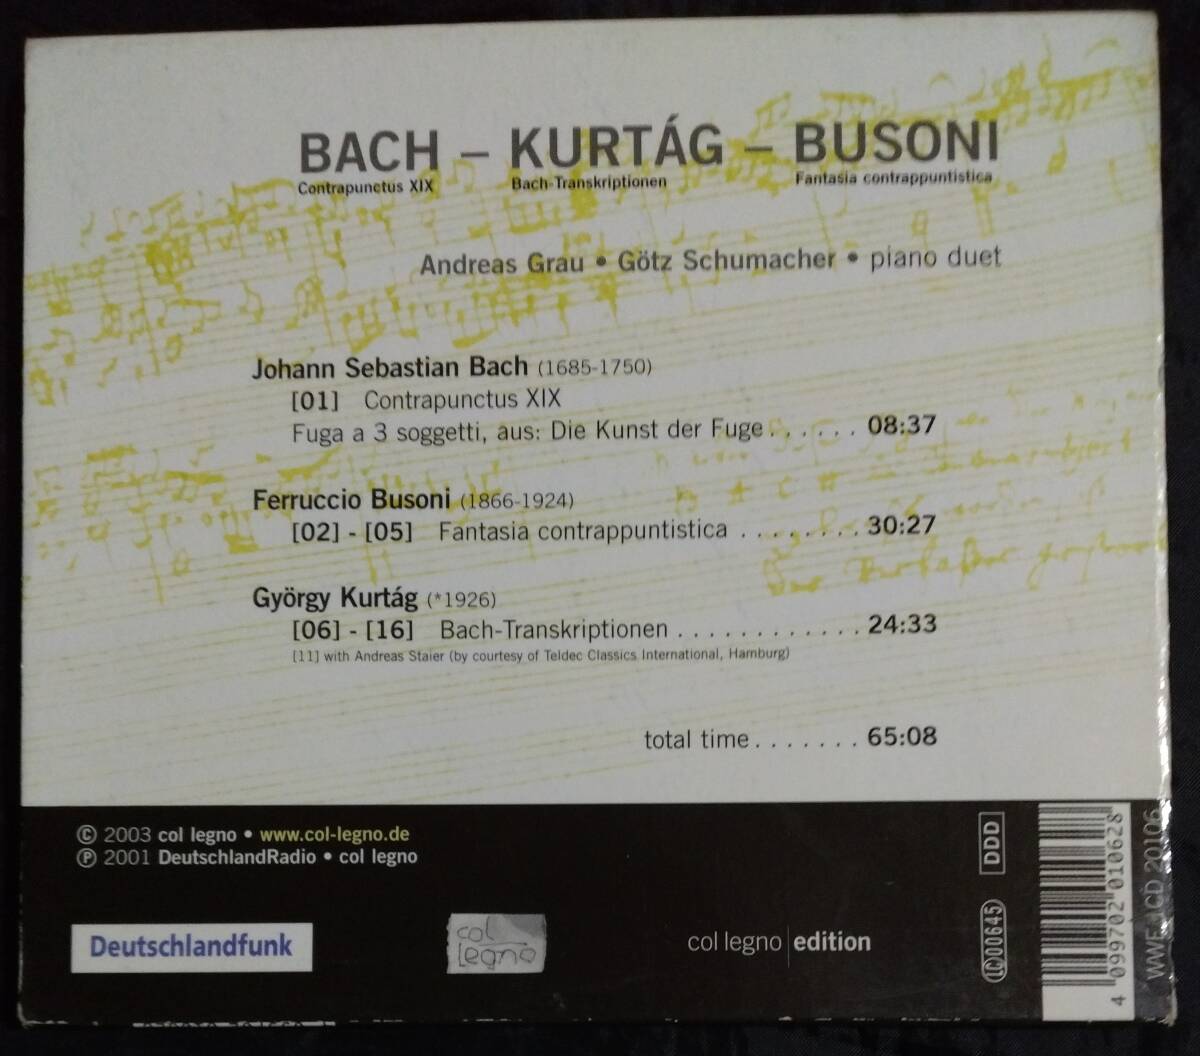 BACH – KURTÁG – BUSONI
Contrapunctus XIX Bach-Transkriptionen Fantasia contrappuntistica
Andreas Grau • Götz Schumacher • piano duet
Johann Sebastian Bach (1685-1750)
[01] Contrapunctus XIX
Fuga a 3 soggetti, aus: Die Kunst der Fuge . . . . . . 08:37
Ferruccio Busoni (1866-1924)
[02] - [05] Fantasia contrappuntistica . . . . . . . . 30:27
György Kurtág (*1926)
[06] - [16] Bach-Transkriptionen . . . . . . . . . . . . 24:33
[11] with Andreas Staier (by courtesy of Teldec Classics International, Hamburg)
total time . . . . . . . 65:08
© 2003 col legno • www.col-legno.de
℗ 2001 DeutschlandRadio • col legno
Deutschlandfunk
col legno
col legno | edition
DDD
LC 00645
4 099702 010628
WWE 1CD 20106